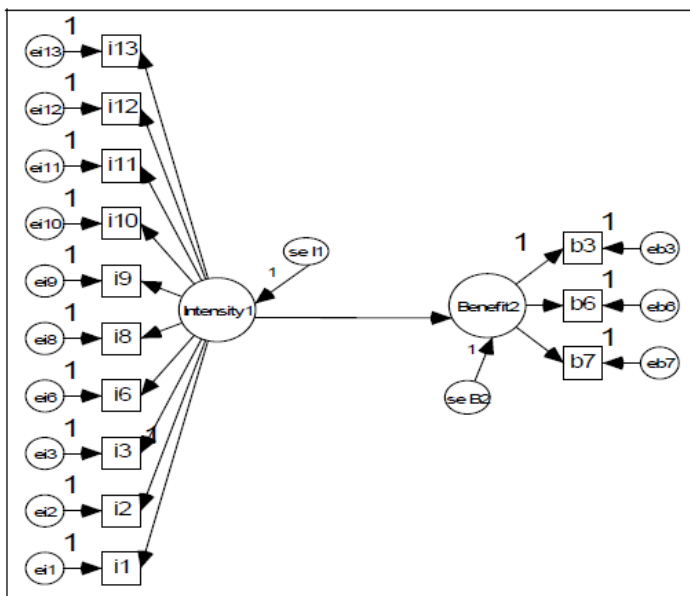 1
ei13 i13
1
ei12 i12
1
ei11 i11
1
ei10 i10
1
ei9 i9
1
ei8 i8
1
ei6 i6
1
ei3 i3 1
1
ei2 i2
1
ei1 i1
se I1
1
Intensity1
Benefit2
1
se B2
1
1
b3 eb3
1
b6 eb6
1
b7 eb7